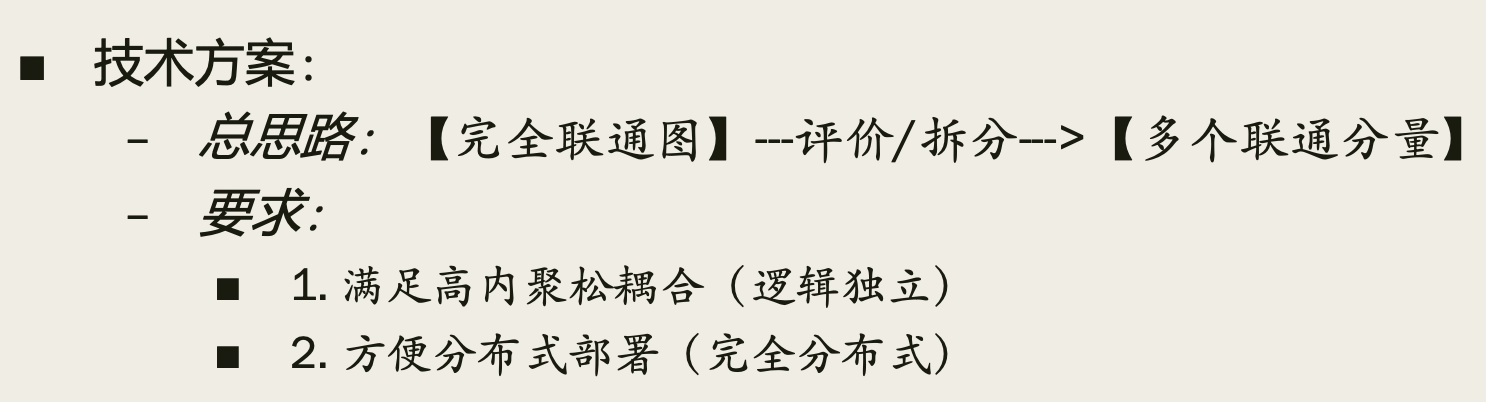 ■ 技术方案：
– 总思路：【完全联通图】---评价/拆分--->【多个联通分量】
– 要求：
■ 1. 满足高内聚松耦合（逻辑独立）
■ 2. 方便分布式部署（完全分布式）